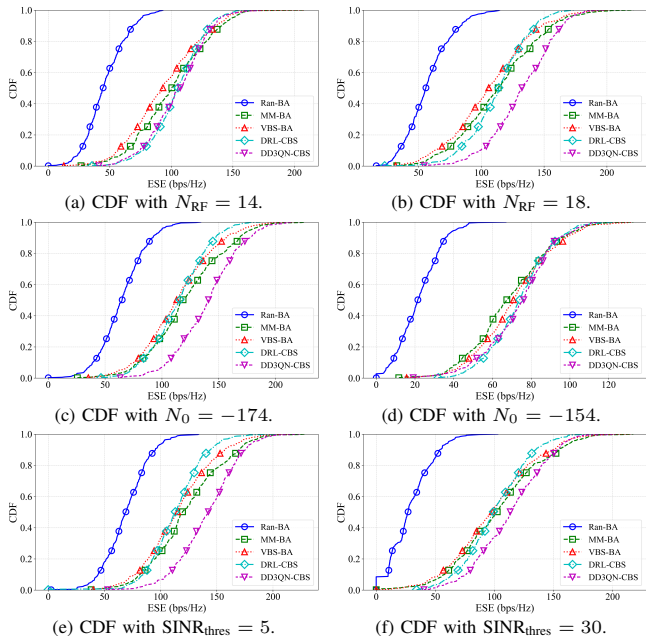 1.0
0.8
0.6
0.4
0.2
0.0
CDF
Ran-BA
MM-BA
VBS-BA
DRL-CBS
DD3QN-CBS
0 50 100 150 200
ESE (bps/Hz)
(a) CDF with N_RF = 14.
1.0
0.8
0.6
0.4
0.2
0.0
CDF
Ran-BA
MM-BA
VBS-BA
DRL-CBS
DD3QN-CBS
0 50 100 150 200
ESE (bps/Hz)
(b) CDF with N_RF = 18.
1.0
0.8
0.6
0.4
0.2
0.0
CDF
Ran-BA
MM-BA
VBS-BA
DRL-CBS
DD3QN-CBS
0 50 100 150 200
ESE (bps/Hz)
(c) CDF with N_0 = −174.
1.0
0.8
0.6
0.4
0.2
0.0
CDF
Ran-BA
MM-BA
VBS-BA
DRL-CBS
DD3QN-CBS
0 20 40 60 80 100 120
ESE (bps/Hz)
(d) CDF with N_0 = −154.
1.0
0.8
0.6
0.4
0.2
0.0
CDF
Ran-BA
MM-BA
VBS-BA
DRL-CBS
DD3QN-CBS
0 50 100 150 200
ESE (bps/Hz)
(e) CDF with SINR_thres = 5.
1.0
0.8
0.6
0.4
0.2
0.0
CDF
Ran-BA
MM-BA
VBS-BA
DRL-CBS
DD3QN-CBS
0 50 100 150 200
ESE (bps/Hz)
(f) CDF with SINR_thres = 30.